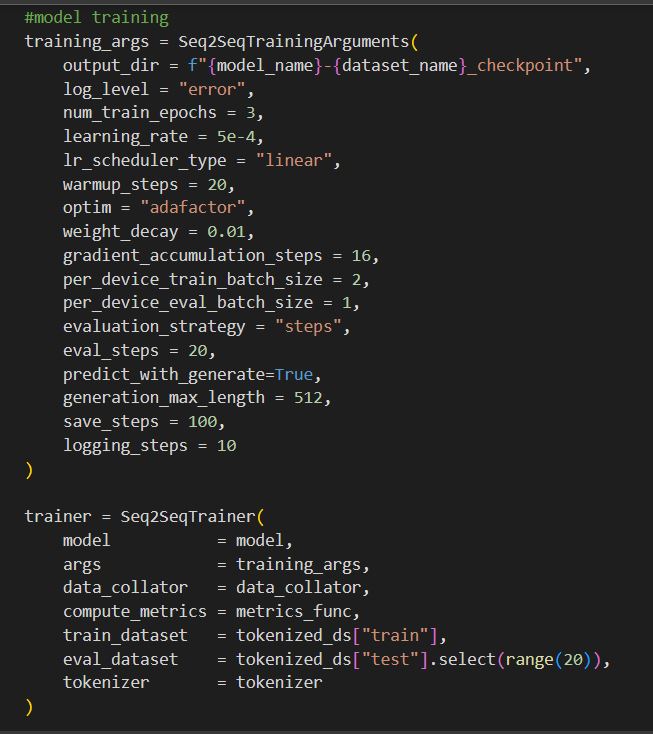 #model training
training_args = Seq2SeqTrainingArguments(
    output_dir = f"{model_name}-{dataset_name}_checkpoint",
    log_level = "error",
    num_train_epochs = 3,
    learning_rate = 5e-4,
    lr_scheduler_type = "linear",
    warmup_steps = 20,
    optim = "adafactor",
    weight_decay = 0.01,
    gradient_accumulation_steps = 16,
    per_device_train_batch_size = 2,
    per_device_eval_batch_size = 1,
    evaluation_strategy = "steps",
    eval_steps = 20,
    predict_with_generate=True,
    generation_max_length = 512,
    save_steps = 100,
    logging_steps = 10
)

trainer = Seq2SeqTrainer(
    model           = model,
    args            = training_args,
    data_collator   = data_collator,
    compute_metrics = metrics_func,
    train_dataset   = tokenized_ds["train"],
    eval_dataset    = tokenized_ds["test"].select(range(20)),
    tokenizer       = tokenizer
)